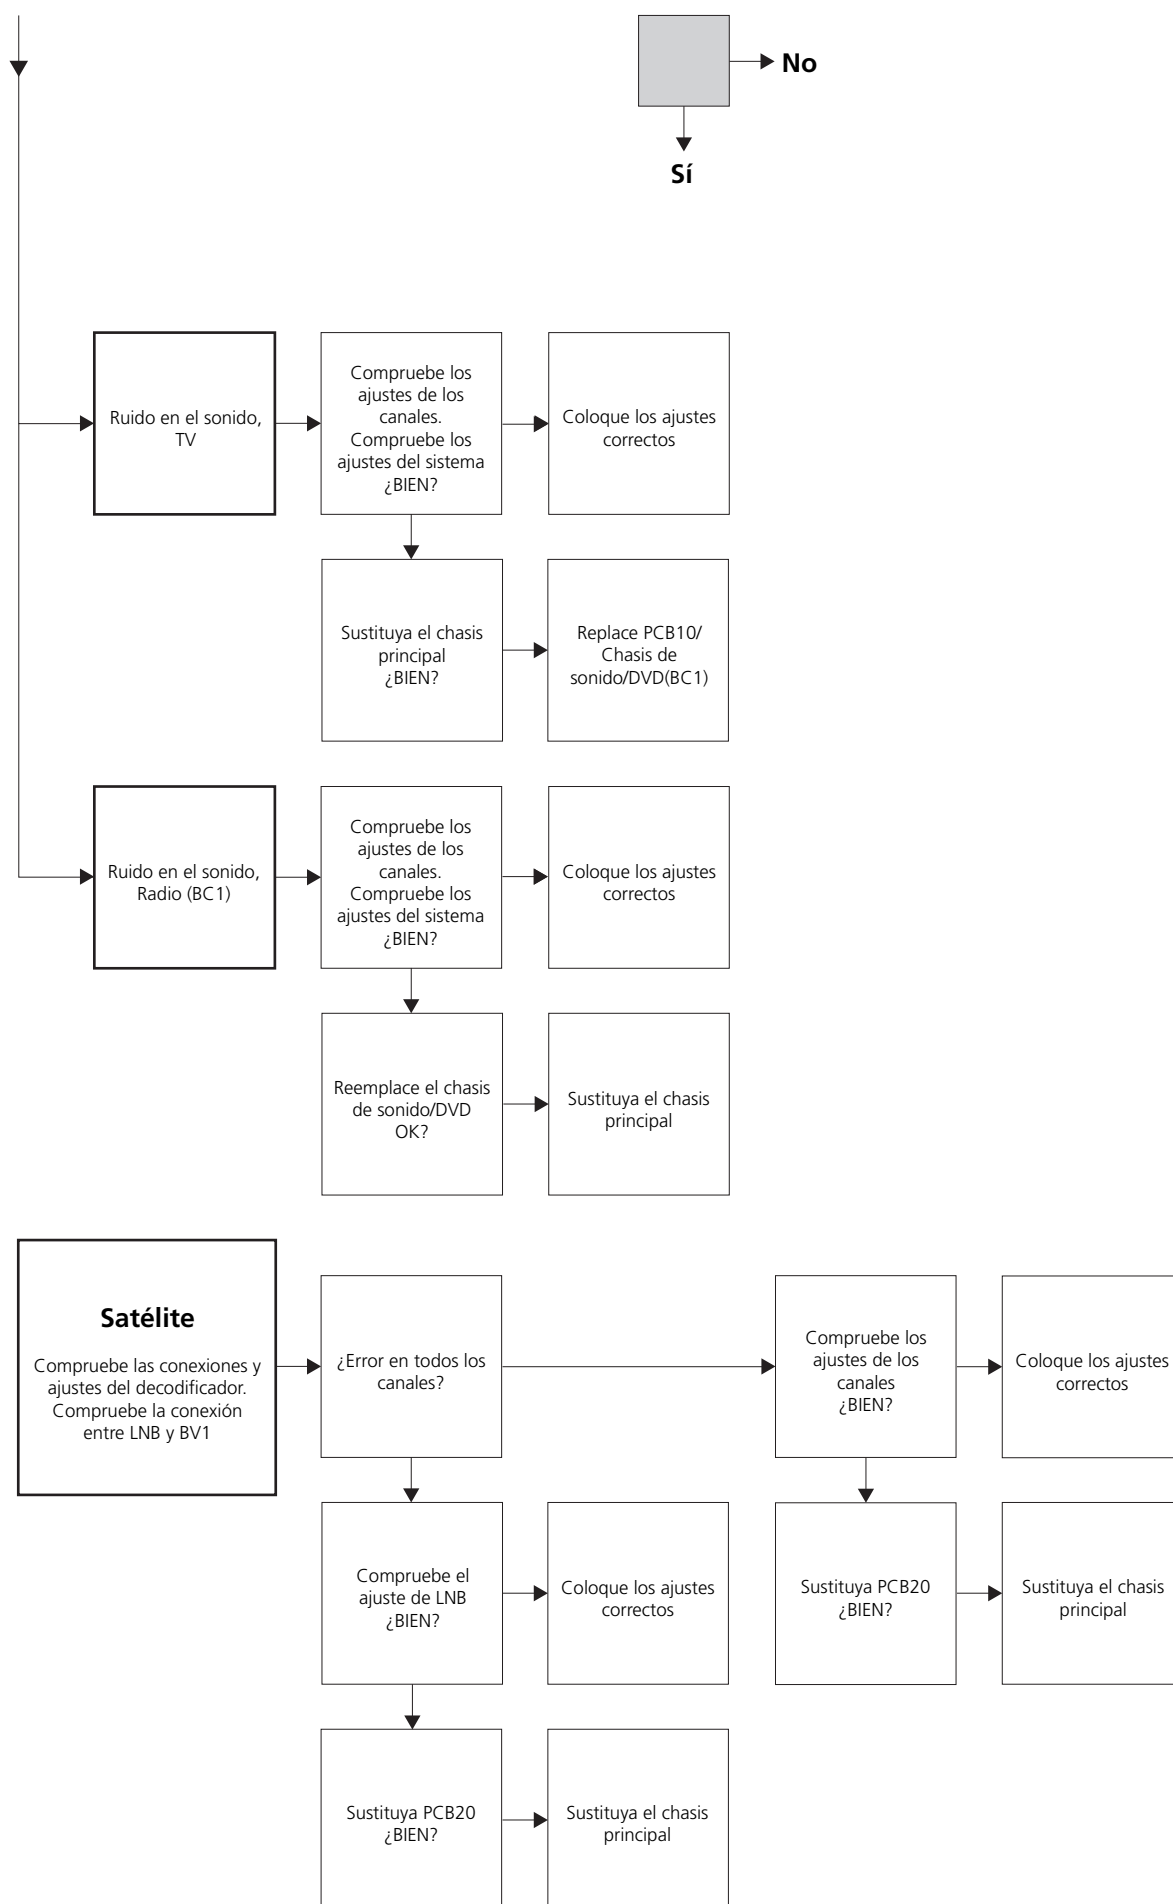 No
Sí
Ruido en el sonido,
TV
Compruebe los
ajustes de los
canales.
Compruebe los
ajustes del sistema
¿BIEN?
Coloque los ajustes
correctos
Sustituya el chasis
principal
¿BIEN?
Replace PCB10/
Chasis de
sonido/DVD(BC1)
Ruido en el sonido,
Radio (BC1)
Compruebe los
ajustes de los
canales.
Compruebe los
ajustes del sistema
¿BIEN?
Coloque los ajustes
correctos
Reemplace el chasis
de sonido/DVD
OK?
Sustituya el chasis
principal
Satélite
Compruebe las conexiones y
ajustes del decodificador.
Compruebe la conexión
entre LNB y BV1
¿Error en todos los
canales?
Compruebe los
ajustes de los
canales
¿BIEN?
Coloque los ajustes
correctos
Compruebe el
ajuste de LNB
¿BIEN?
Coloque los ajustes
correctos
Sustituya PCB20
¿BIEN?
Sustituya el chasis
principal
Sustituya PCB20
¿BIEN?
Sustituya el chasis
principal